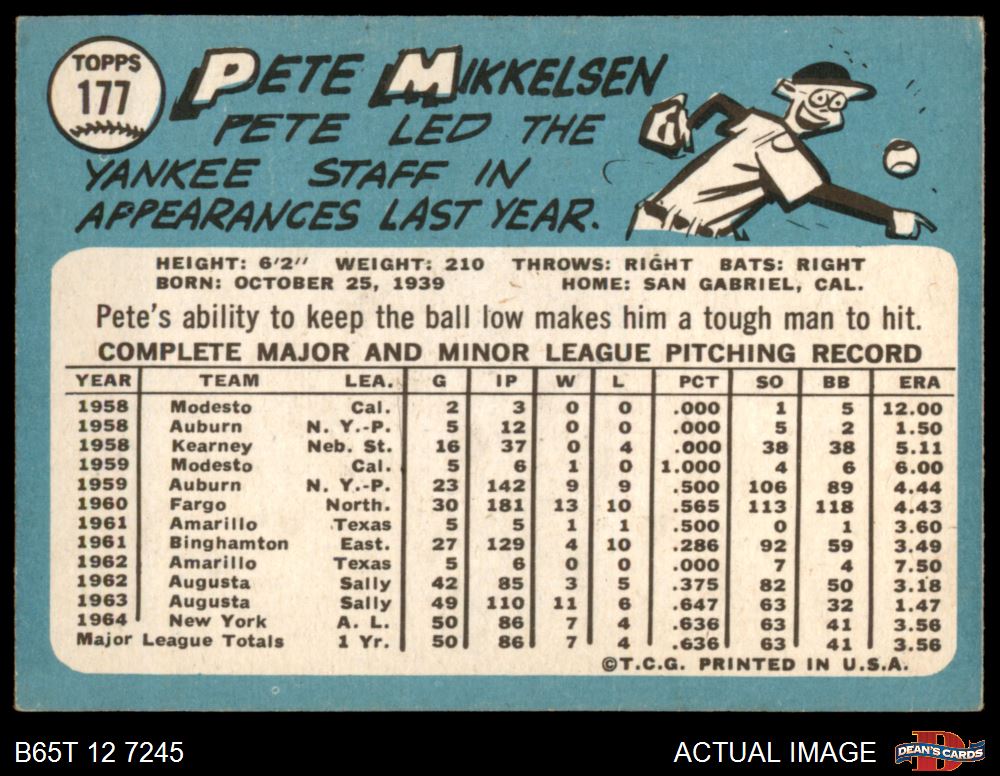 TOPPS
177
PETE MIKKELSEN
PETE LED THE
YANKEE STAFF IN
APPEARANCES LAST YEAR.
HEIGHT: 6'2" WEIGHT: 210 THROWS: RIGHT BATS: RIGHT
BORN: OCTOBER 25, 1939 HOME: SAN GABRIEL, CAL.
Pete's ability to keep the ball low makes him a tough man to hit.
COMPLETE MAJOR AND MINOR LEAGUE PITCHING RECORD
YEAR TEAM LEA. G IP W L PCT SO BB ERA
1958 Modesto Cal. 2 3 0 0 .000 1 5 12.00
1958 Auburn N. Y.-P. 5 12 0 0 .000 5 2 1.50
1958 Kearney Neb. St. 16 37 0 4 .000 38 38 5.11
1959 Modesto Cal. 5 6 1 0 1.000 4 6 6.00
1959 Auburn N. Y.-P. 23 142 9 9 .500 106 89 4.44
1960 Fargo North. 30 181 13 10 .565 113 118 4.43
1961 Amarillo Texas 5 5 1 1 .500 0 1 3.60
1961 Binghamton East. 27 129 4 10 .286 92 59 3.49
1962 Amarillo Texas 5 6 0 0 .000 7 4 7.50
1962 Augusta Sally 42 85 3 5 .375 82 50 3.18
1963 Augusta Sally 49 110 11 6 .647 63 32 1.47
1964 New York A. L. 50 86 7 4 .636 63 41 3.56
Major League Totals 1 Yr. 50 86 7 4 .636 63 41 3.56
©T.C.G. PRINTED IN U.S.A.
B65T 12 7245 ACTUAL IMAGE DEAN'S CARDS